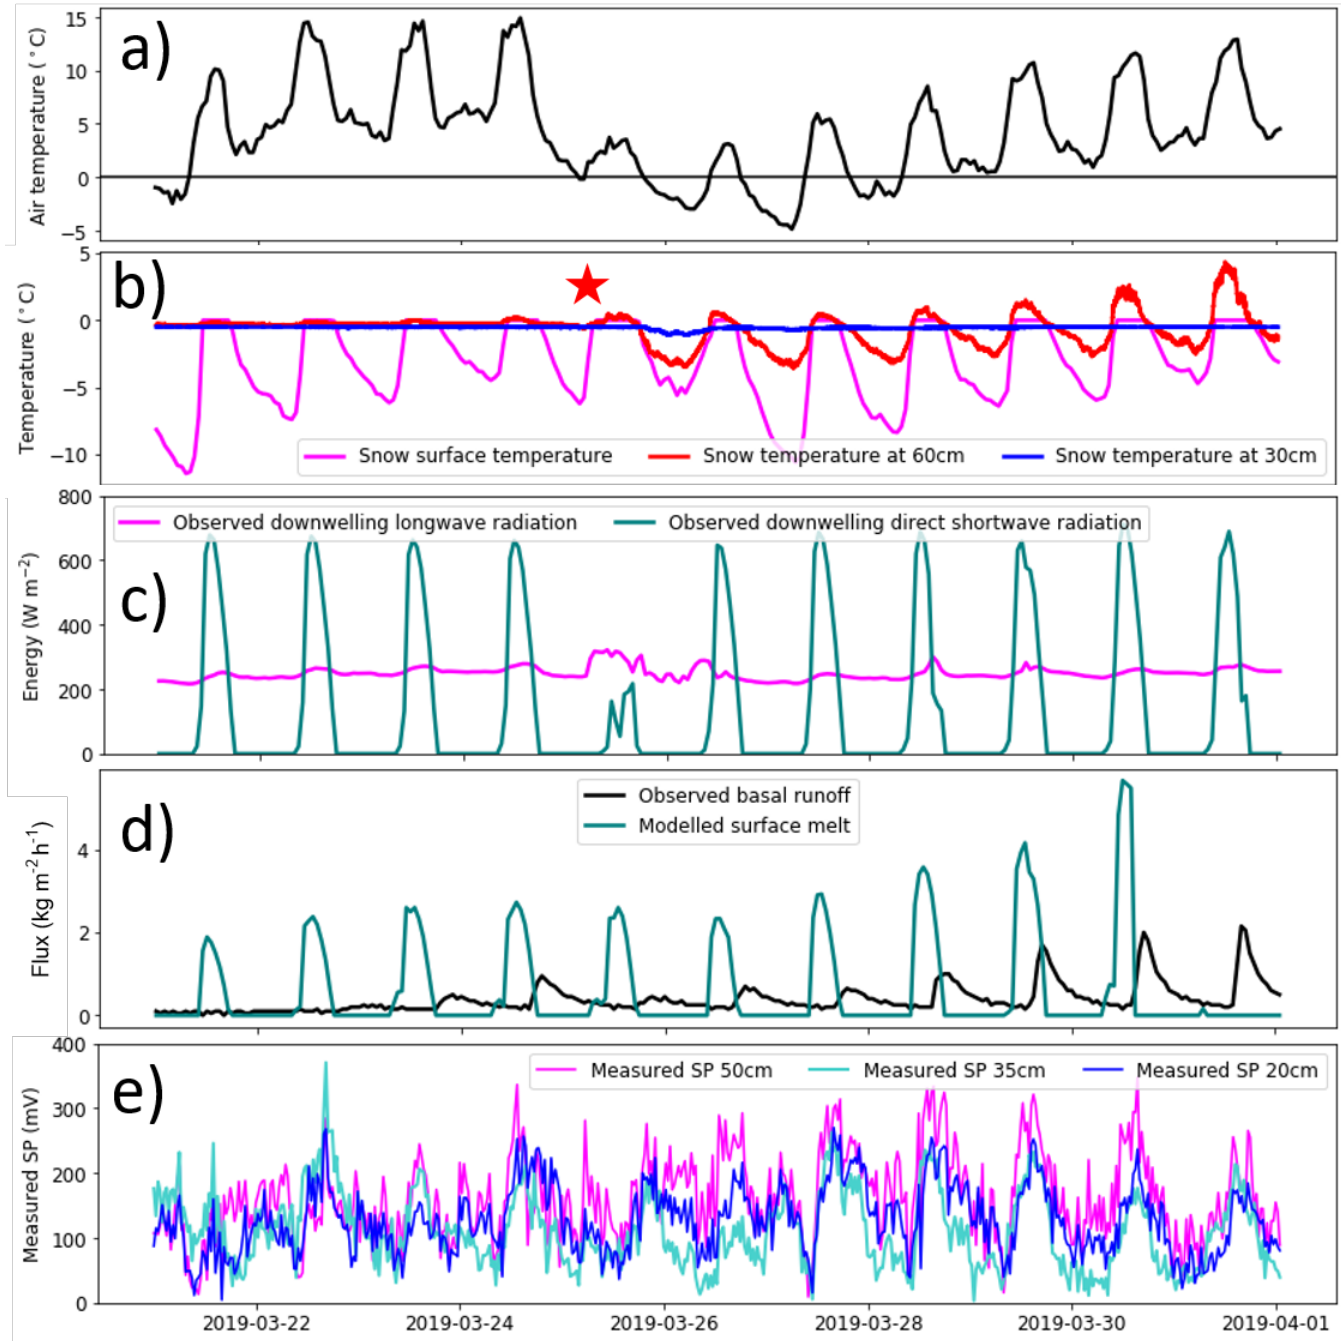 a)
Air temperature (°C)
15
10
5
0
−5
b)
Temperature (°C)
5
0
−5
−10
Snow surface temperature
Snow temperature at 60cm
Snow temperature at 30cm
c)
Energy (W m⁻²)
800
600
400
200
0
Observed downwelling longwave radiation
Observed downwelling direct shortwave radiation
d)
Flux (kg m⁻² h⁻¹)
4
2
0
Observed basal runoff
Modelled surface melt
e)
Measured SP (mV)
400
300
200
100
0
Measured SP 50cm
Measured SP 35cm
Measured SP 20cm
2019-03-22
2019-03-24
2019-03-26
2019-03-28
2019-03-30
2019-04-01